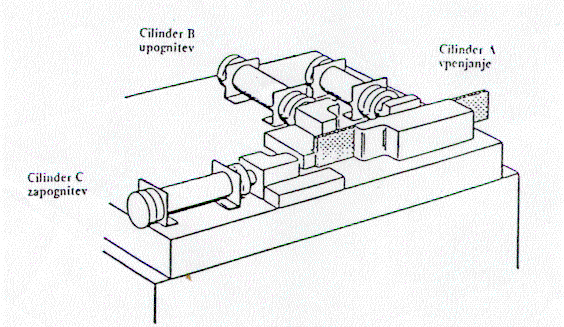 Cilinder B
upognitev
Cilinder A
vpenjanje
Cilinder C
zapognitev